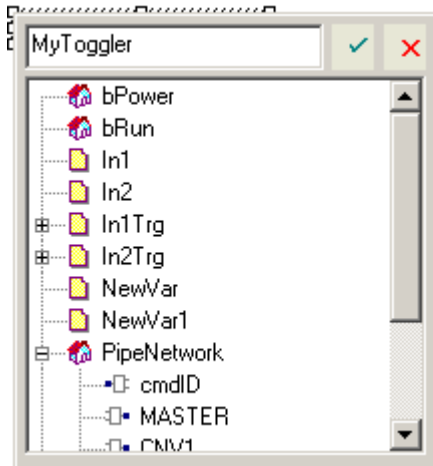 MyToggler
bPower
bRun
In1
In2
In1Trg
In2Trg
NewVar
NewVar1
PipeNetwork
cmdID
MASTER
CNV1